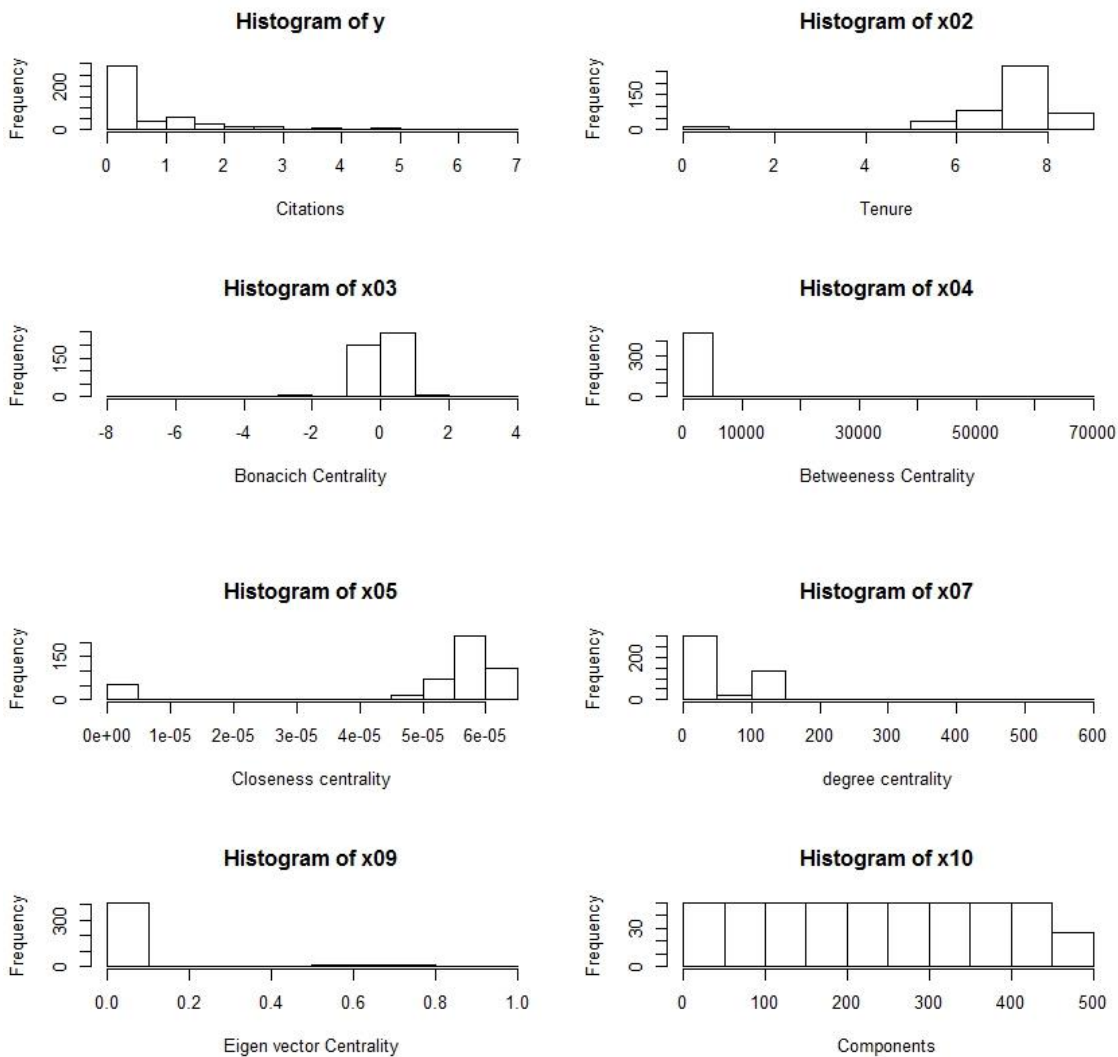 Histogram of y
Frequency
0 200
0 1 2 3 4 5 6 7
Citations
Histogram of x02
Frequency
0 150
0 2 4 6 8
Tenure
Histogram of x03
Frequency
0 150
-8 -6 -4 -2 0 2 4
Bonacich Centrality
Histogram of x04
Frequency
0 300
0 10000 30000 50000 70000
Betweeness Centrality
Histogram of x05
Frequency
0 150
0e+00 1e-05 2e-05 3e-05 4e-05 5e-05 6e-05
Closeness centrality
Histogram of x07
Frequency
0 200
0 100 200 300 400 500 600
degree centrality
Histogram of x09
Frequency
0 300
0.0 0.2 0.4 0.6 0.8 1.0
Eigen vector Centrality
Histogram of x10
Frequency
0 30
0 100 200 300 400 500
Components